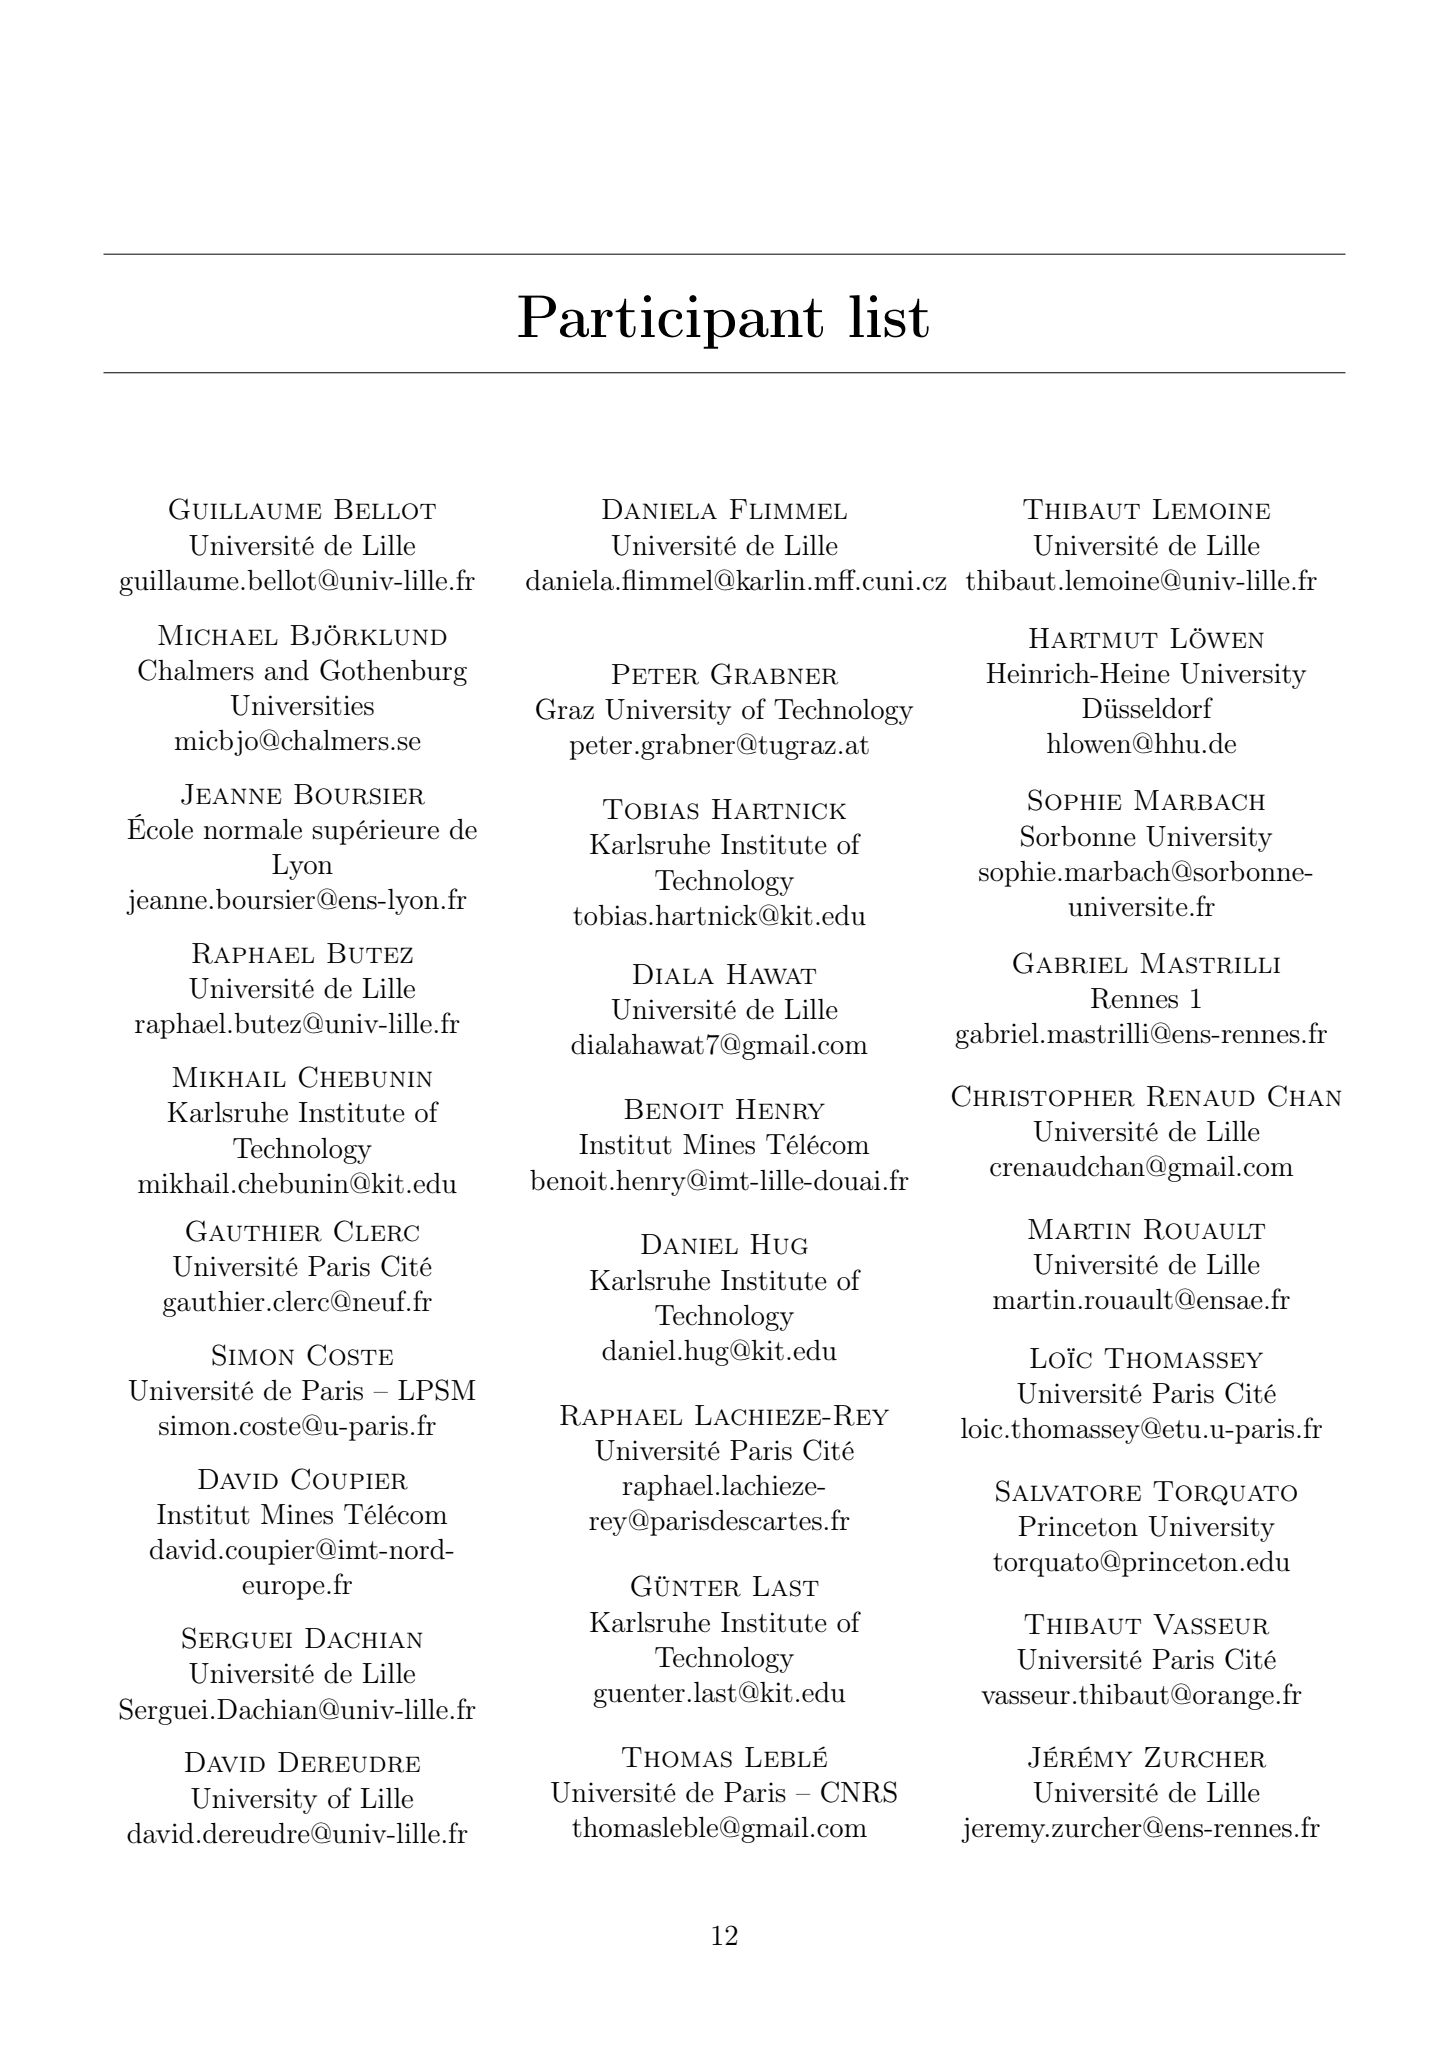 Participant list
Guillaume Bellot
Université de Lille
guillaume.bellot@univ-lille.fr
Michael Björklund
Chalmers and Gothenburg
Universities
micbjo@chalmers.se
Jeanne Boursier
École normale supérieure de
Lyon
jeanne.boursier@ens-lyon.fr
Raphael Butez
Université de Lille
raphael.butez@univ-lille.fr
Mikhail Chebunin
Karlsruhe Institute of
Technology
mikhail.chebunin@kit.edu
Gauthier Clerc
Université Paris Cité
gauthier.clerc@neuf.fr
Simon Coste
Université de Paris – LPSM
simon.coste@u-paris.fr
David Coupier
Institut Mines Télécom
david.coupier@imt-nord-
europe.fr
Serguei Dachian
Université de Lille
Serguei.Dachian@univ-lille.fr
David Dereudre
University of Lille
david.dereudre@univ-lille.fr
Daniela Flimmel
Université de Lille
daniela.flimmel@karlin.mff.cuni.cz
Peter Grabner
Graz University of Technology
peter.grabner@tugraz.at
Tobias Hartnick
Karlsruhe Institute of
Technology
tobias.hartnick@kit.edu
Diala Hawat
Université de Lille
dialahawat7@gmail.com
Benoit Henry
Institut Mines Télécom
benoit.henry@imt-lille-douai.fr
Daniel Hug
Karlsruhe Institute of
Technology
daniel.hug@kit.edu
Raphael Lachieze-Rey
Université Paris Cité
raphael.lachieze-
rey@parisdescartes.fr
Günter Last
Karlsruhe Institute of
Technology
guenter.last@kit.edu
Thomas Leblé
Université de Paris – CNRS
thomasleble@gmail.com
Thibaut Lemoine
Université de Lille
thibaut.lemoine@univ-lille.fr
Hartmut Löwen
Heinrich-Heine University
Düsseldorf
hlowen@hhu.de
Sophie Marbach
Sorbonne University
sophie.marbach@sorbonne-
universite.fr
Gabriel Mastrilli
Rennes 1
gabriel.mastrilli@ens-rennes.fr
Christopher Renaud Chan
Université de Lille
crenaudchan@gmail.com
Martin Rouault
Université de Lille
martin.rouault@ensae.fr
Loïc Thomassey
Université Paris Cité
loic.thomassey@etu.u-paris.fr
Salvatore Torquato
Princeton University
torquato@princeton.edu
Thibaut Vasseur
Université Paris Cité
vasseur.thibaut@orange.fr
Jérémy Zurcher
Université de Lille
jeremy.zurcher@ens-rennes.fr
12